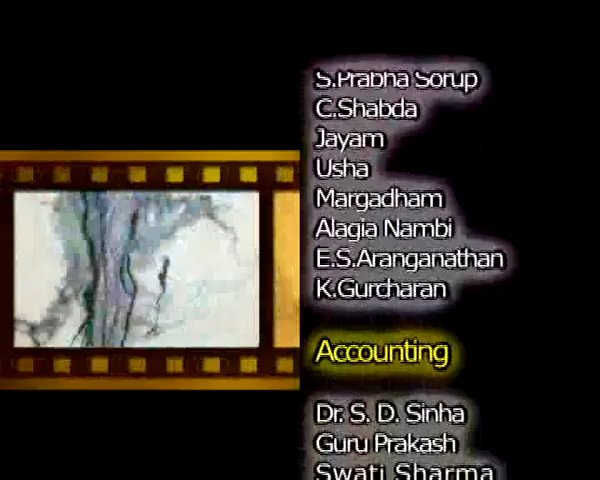 S.Prabha Sorup
C.Shabda
Jayam
Usha
Margadham
Alagia Nambi
E.S.Aranganathan
K.Gurcharan
Accounting
Dr. S. D. Sinha
Guru Prakash
Swati Sharma